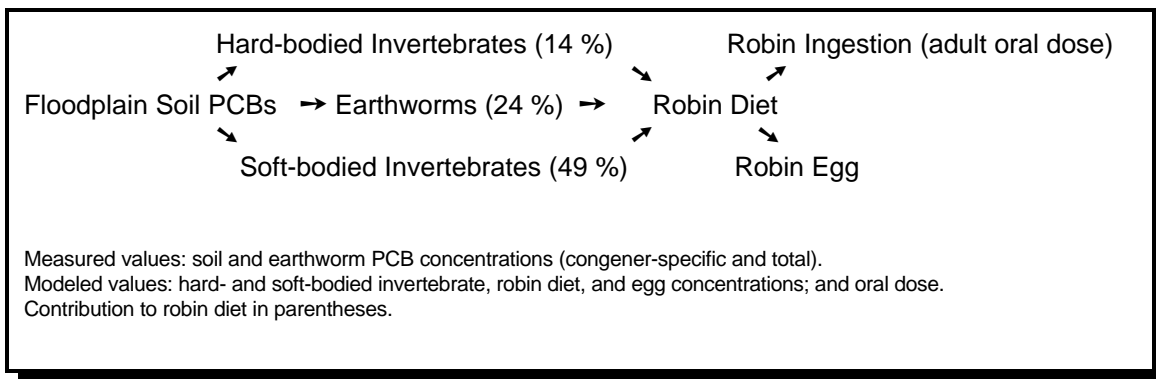 Hard-bodied Invertebrates (14 %) Robin Ingestion (adult oral dose)
Floodplain Soil PCBs → Earthworms (24 %) → Robin Diet
Soft-bodied Invertebrates (49 %) Robin Egg
Measured values: soil and earthworm PCB concentrations (congener-specific and total).
Modeled values: hard- and soft-bodied invertebrate, robin diet, and egg concentrations; and oral dose.
Contribution to robin diet in parentheses.